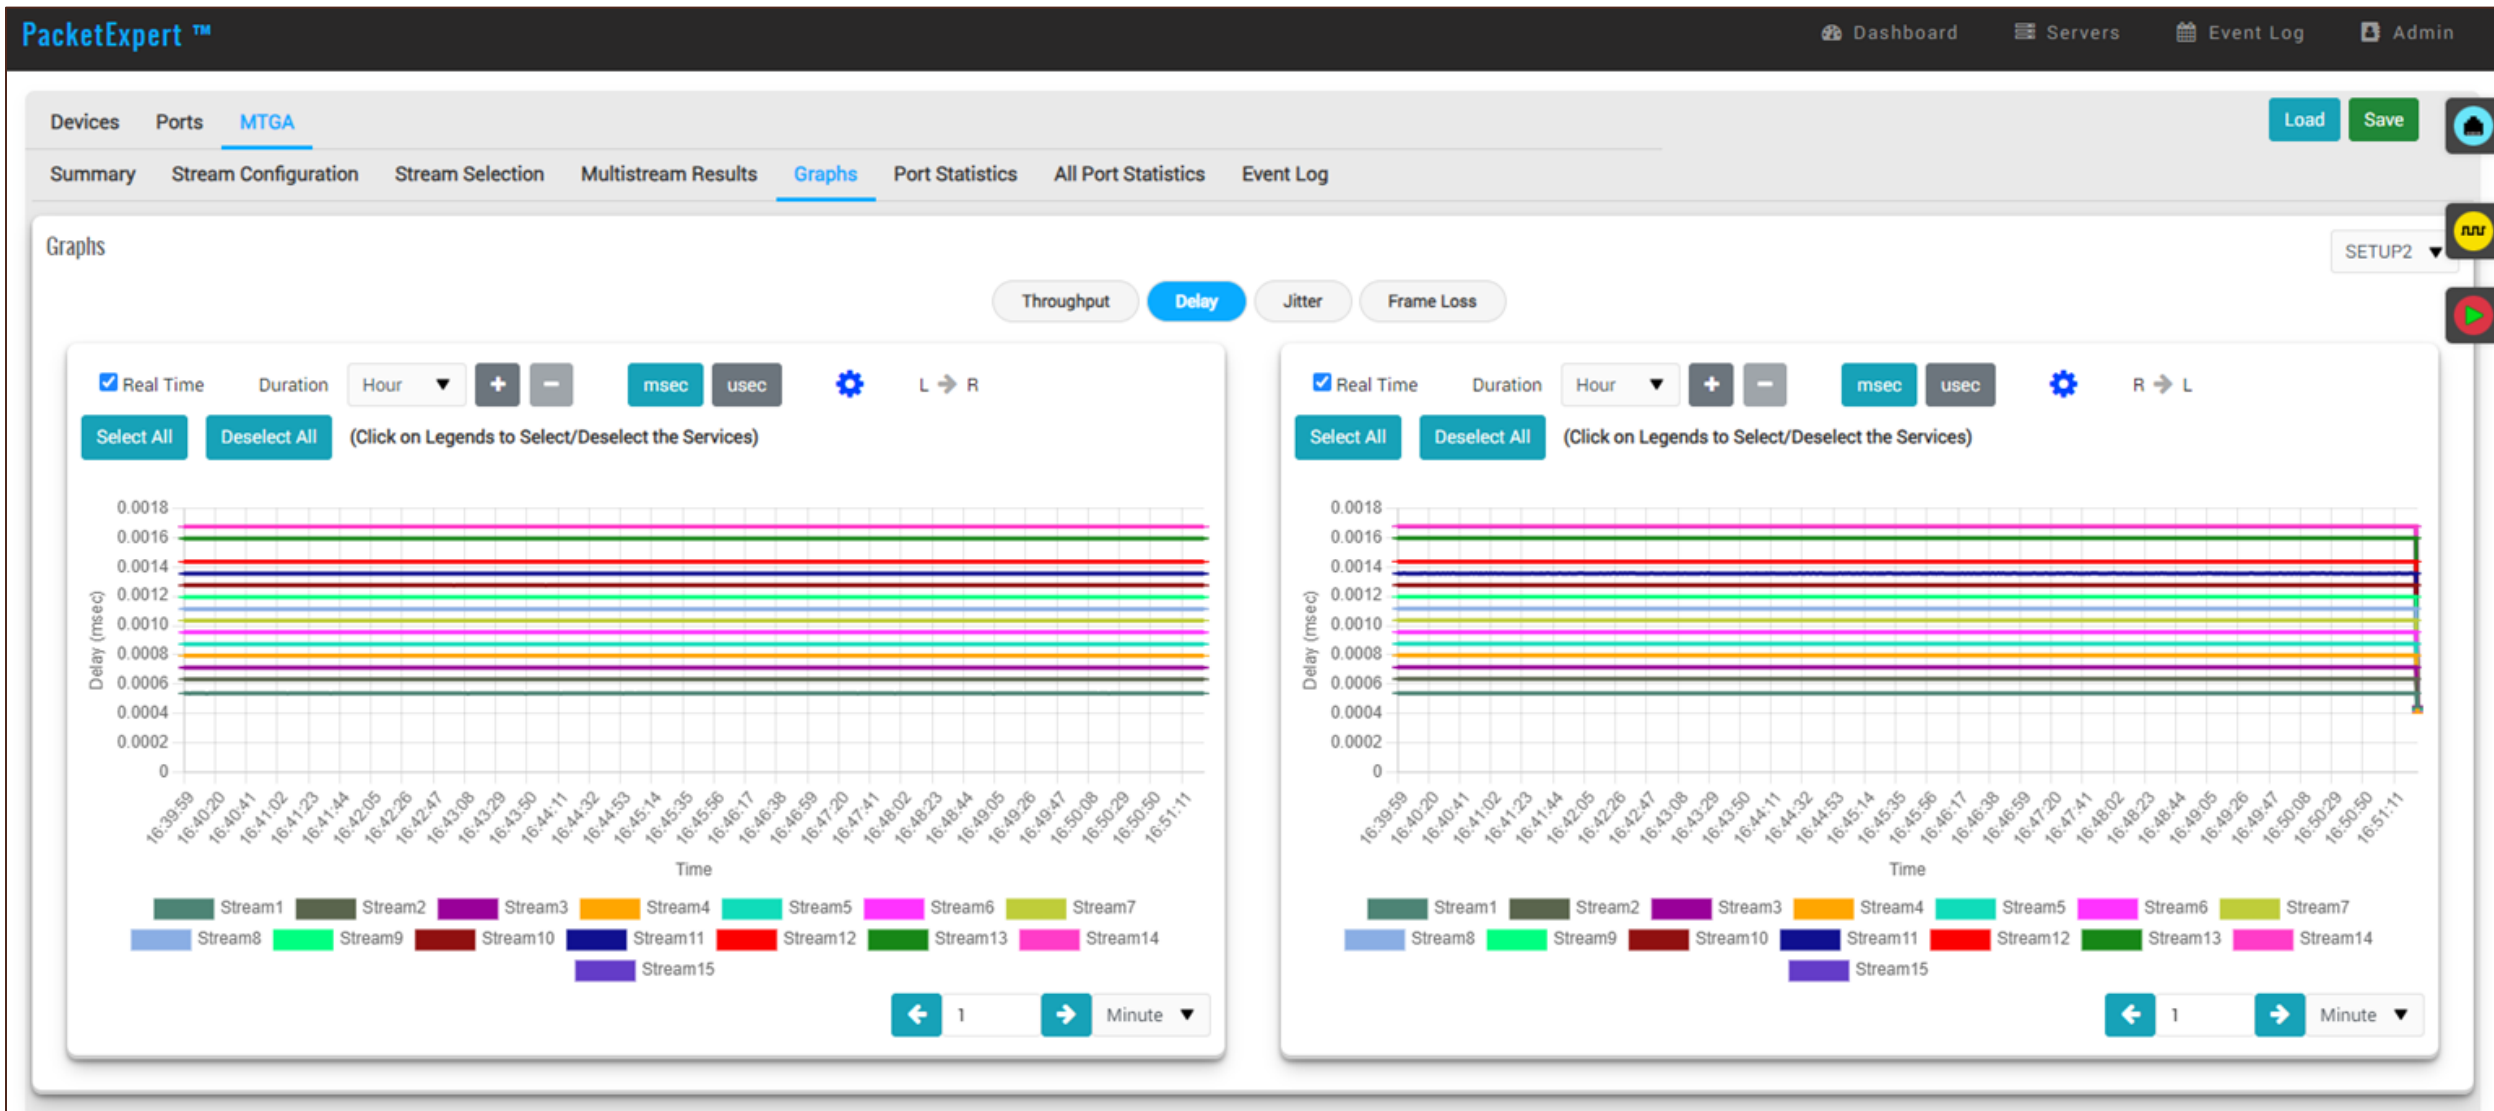 PacketExpert ™
Dashboard Servers Event Log Admin
Devices Ports MTGA
Load Save
Summary Stream Configuration Stream Selection Multistream Results Graphs Port Statistics All Port Statistics Event Log
Graphs
SETUP2
Throughput Delay Jitter Frame Loss
Real Time Duration Hour + − msec usec L → R
Select All Deselect All (Click on Legends to Select/Deselect the Services)
0.0018
0.0016
0.0014
0.0012
0.0010
0.0008
0.0006
0.0004
0.0002
0
Delay (msec)
16:39:59 16:40:20 16:40:41 16:41:02 16:41:23 16:41:44 16:42:05 16:42:26 16:42:47 16:43:08 16:43:29 16:43:50 16:44:11 16:44:32 16:44:53 16:45:14 16:45:35 16:45:56 16:46:17 16:46:38 16:46:59 16:47:20 16:47:41 16:48:02 16:48:23 16:48:44 16:49:05 16:49:26 16:49:47 16:50:08 16:50:29 16:50:50 16:51:11
Time
Stream1 Stream2 Stream3 Stream4 Stream5 Stream6 Stream7
Stream8 Stream9 Stream10 Stream11 Stream12 Stream13 Stream14
Stream15
1 Minute
Real Time Duration Hour + − msec usec R → L
Select All Deselect All (Click on Legends to Select/Deselect the Services)
0.0018
0.0016
0.0014
0.0012
0.0010
0.0008
0.0006
0.0004
0.0002
0
Delay (msec)
16:39:59 16:40:20 16:40:41 16:41:02 16:41:23 16:41:44 16:42:05 16:42:26 16:42:47 16:43:08 16:43:29 16:43:50 16:44:11 16:44:32 16:44:53 16:45:14 16:45:35 16:45:56 16:46:17 16:46:38 16:46:59 16:47:20 16:47:41 16:48:02 16:48:23 16:48:44 16:49:05 16:49:26 16:49:47 16:50:08 16:50:29 16:50:50 16:51:11
Time
Stream1 Stream2 Stream3 Stream4 Stream5 Stream6 Stream7
Stream8 Stream9 Stream10 Stream11 Stream12 Stream13 Stream14
Stream15
1 Minute